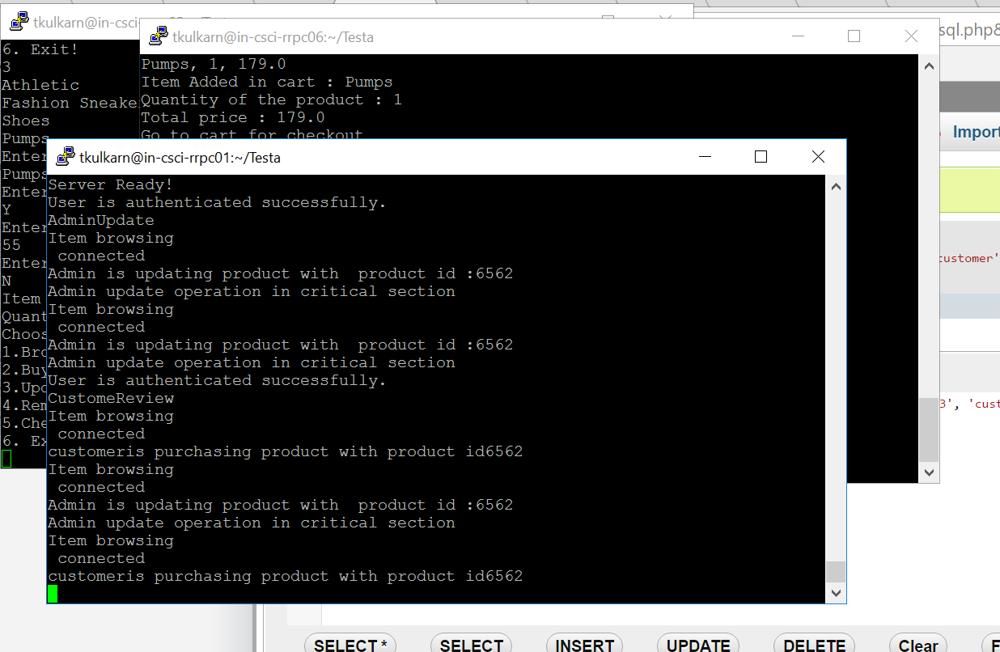 tkulkarn@in-csci-
6. Exit!
3
Athletic
Fashion Sneake
Shoes
Pumps
Enter
Pumps
Enter
Y
Enter
55
Enter
N
Item
Quant
Choos
1.Bro
2.Buy
3.Upd
4.Rem
5.Che
6. Ex
tkulkarn@in-csci-rrpc06:~/Testa
Pumps, 1, 179.0
Item Added in cart : Pumps
Quantity of the product : 1
Total price : 179.0
Go to cart for checkout
tkulkarn@in-csci-rrpc01:~/Testa
Server Ready!
User is authenticated successfully.
AdminUpdate
Item browsing
connected
Admin is updating product with  product id :6562
Admin update operation in critical section
Item browsing
connected
Admin is updating product with  product id :6562
Admin update operation in critical section
User is authenticated successfully.
CustomeReview
Item browsing
connected
customeris purchasing product with product id6562
Item browsing
connected
Admin is updating product with  product id :6562
Admin update operation in critical section
Item browsing
connected
customeris purchasing product with product id6562
sql.php&
Import
customer'
3', 'cust
SELECT * SELECT INSERT UPDATE DELETE Clear